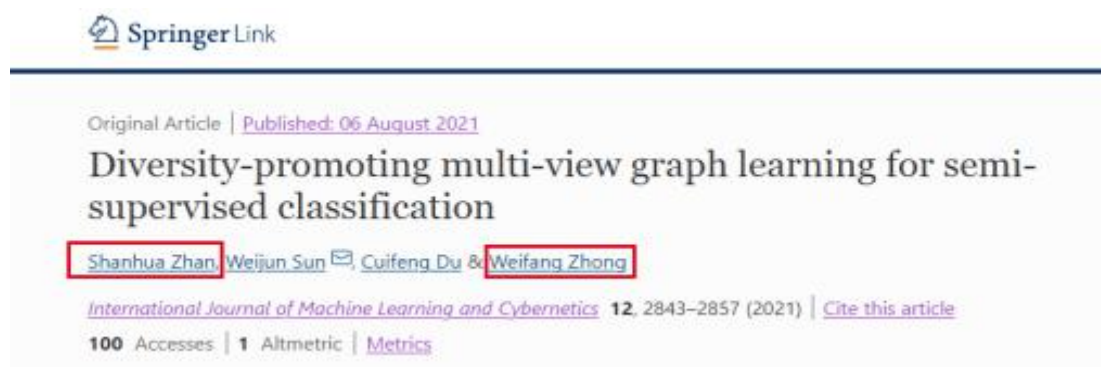 Springer Link
Original Article | Published: 06 August 2021
Diversity-promoting multi-view graph learning for semi-
supervised classification
Shanhua Zhan, Weijun Sun, Cuifeng Du & Weifang Zhong
International Journal of Machine Learning and Cybernetics 12, 2843–2857 (2021) | Cite this article
100 Accesses | 1 Altmetric | Metrics